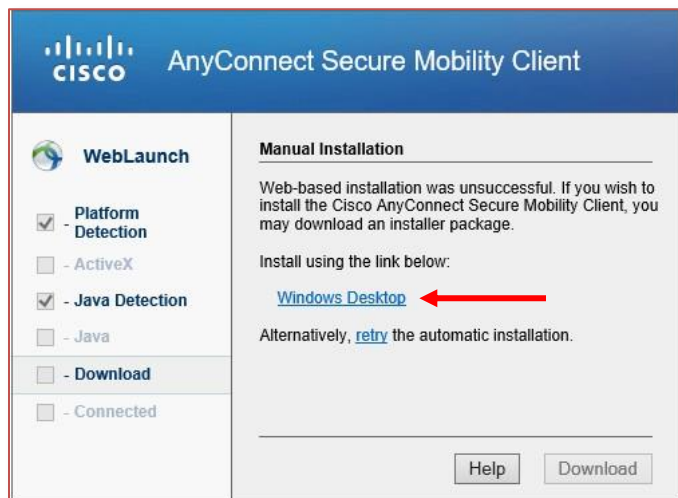 CISCO
AnyConnect Secure Mobility Client
WebLaunch
- Platform
Detection
- ActiveX
- Java Detection
- Java
- Download
- Connected
Manual Installation
Web-based installation was unsuccessful. If you wish to
install the Cisco AnyConnect Secure Mobility Client, you
may download an installer package.
Install using the link below:
Windows Desktop
Alternatively, retry the automatic installation.
Help
Download